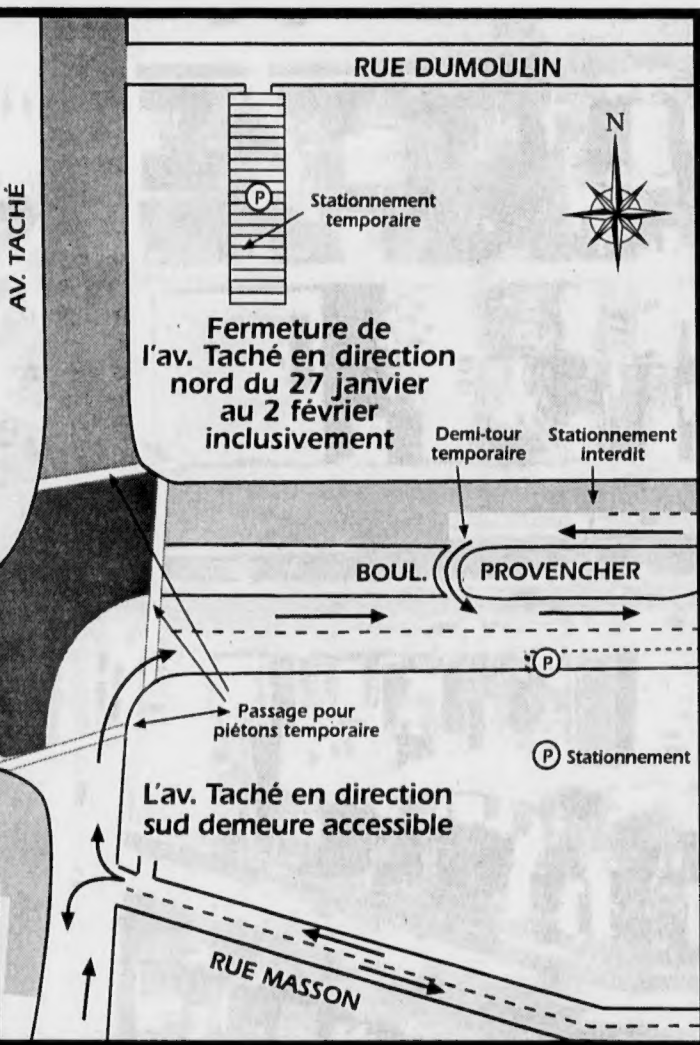 RUE DUMOULIN
N
AV. TACHÉ
P
Stationnement
temporaire
Fermeture de
l'av. Taché en direction
nord du 27 janvier
au 2 février
inclusivement
Demi-tour
temporaire
Stationnement
interdit
BOUL. PROVENCHER
P
Passage pour
piétons temporaire
P Stationnement
L'av. Taché en direction
sud demeure accessible
RUE MASSON